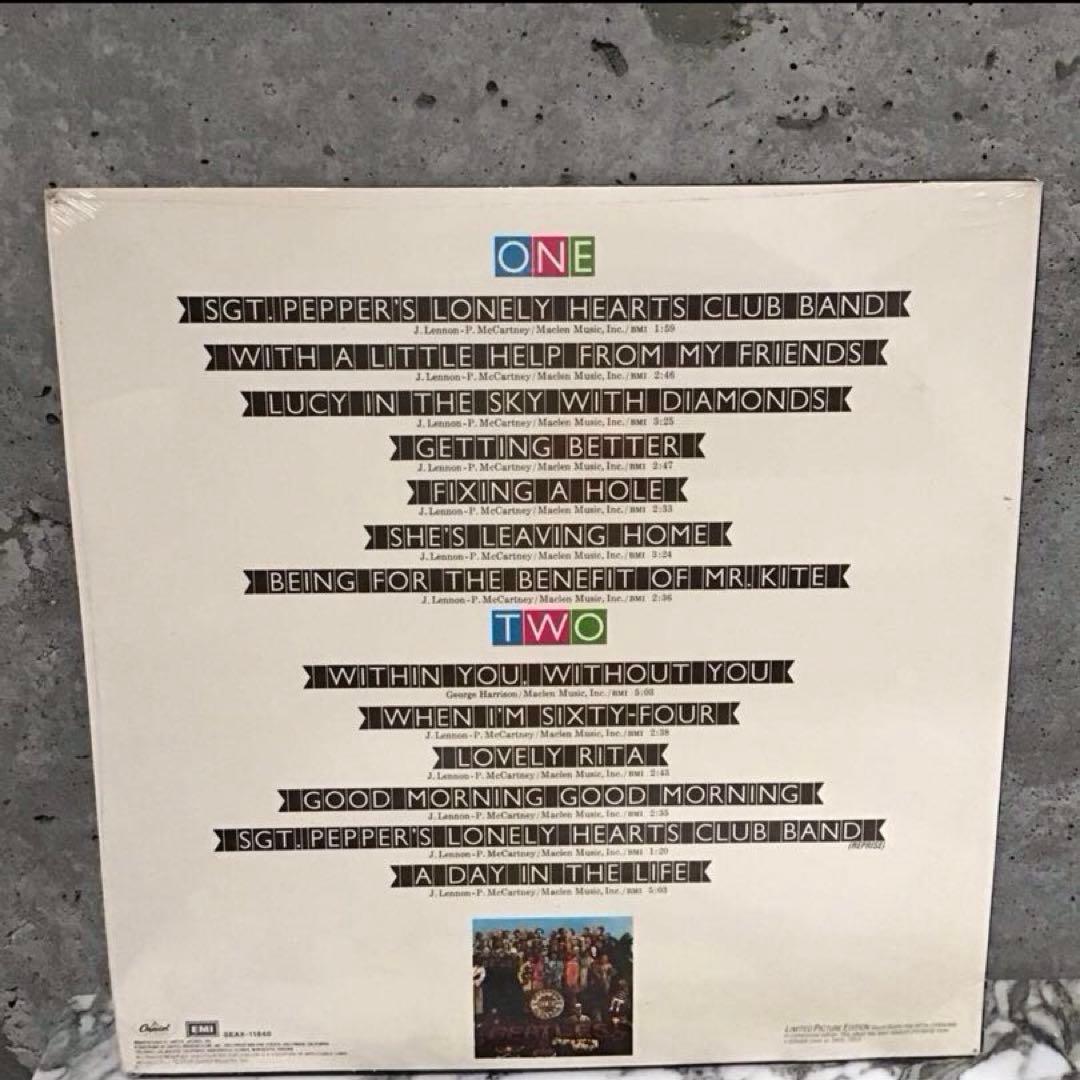 ONE
SGT. PEPPER'S LONELY HEARTS CLUB BAND
J. Lennon-P. McCartney/Maclen Music, Inc./BMI 1:59
WITH A LITTLE HELP FROM MY FRIENDS
J. Lennon-P. McCartney/Maclen Music, Inc./BMI 2:46
LUCY IN THE SKY WITH DIAMONDS
J. Lennon-P. McCartney/Maclen Music, Inc./BMI 3:25
GETTING BETTER
J. Lennon-P. McCartney/Maclen Music, Inc./BMI 2:47
FIXING A HOLE
J. Lennon-P. McCartney/Maclen Music, Inc./BMI 2:33
SHE'S LEAVING HOME
J. Lennon-P. McCartney/Maclen Music, Inc./BMI 3:24
BEING FOR THE BENEFIT OF MR. KITE
J. Lennon-P. McCartney/Maclen Music, Inc./BMI 2:36
TWO
WITHIN YOU, WITHOUT YOU
George Harrison/Maclen Music, Inc./BMI 5:03
WHEN I'M SIXTY-FOUR
J. Lennon-P. McCartney/Maclen Music, Inc./BMI 2:38
LOVELY RITA
J. Lennon-P. McCartney/Maclen Music, Inc./BMI 2:43
GOOD MORNING GOOD MORNING
J. Lennon-P. McCartney/Maclen Music, Inc./BMI 2:35
SGT. PEPPER'S LONELY HEARTS CLUB BAND
(REPRISE)
J. Lennon-P. McCartney/Maclen Music, Inc./BMI 1:20
A DAY IN THE LIFE
J. Lennon-P. McCartney/Maclen Music, Inc./BMI 5:03
Capitol EMI SEAX-11840
LIMITED PICTURE EDITION